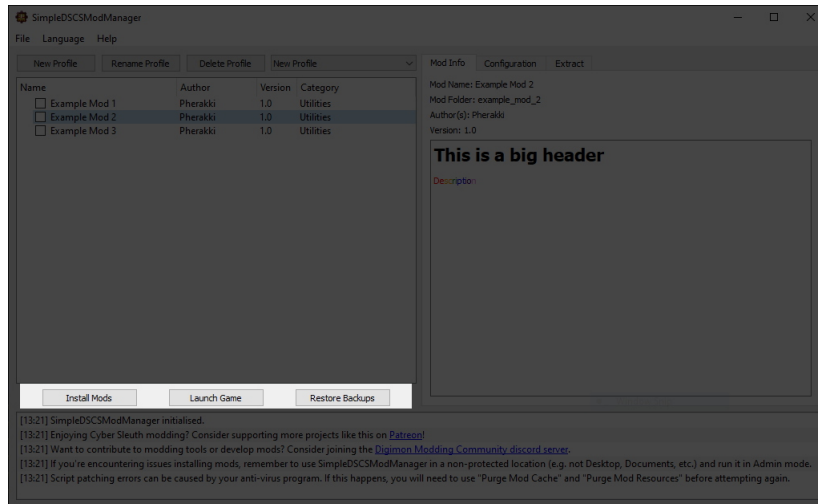 SimpleDSCSModManager
File Language Help
New Profile Rename Profile Delete Profile New Profile
Mod Info Configuration Extract
Name Author Version Category
Example Mod 1 Pherakki 1.0 Utilities
Example Mod 2 Pherakki 1.0 Utilities
Example Mod 3 Pherakki 1.0 Utilities
Mod Name: Example Mod 2
Mod Folder: example_mod_2
Author(s): Pherakki
Version: 1.0
This is a big header
Description
Install Mods Launch Game Restore Backups
[13:21] SimpleDSCSModManager initialised.
[13:21] Enjoying Cyber Sleuth modding? Consider supporting more projects like this on Patreon!
[13:21] Want to contribute to modding tools or develop mods? Consider joining the Digimon Modding Community discord server.
[13:21] If you're encountering issues installing mods, remember to use SimpleDSCSModManager in a non-protected location (e.g. not Desktop, Documents, etc.) and run it in Admin mode.
[13:21] Script patching errors can be caused by your anti-virus program. If this happens, you will need to use "Purge Mod Cache" and "Purge Mod Resources" before attempting again.